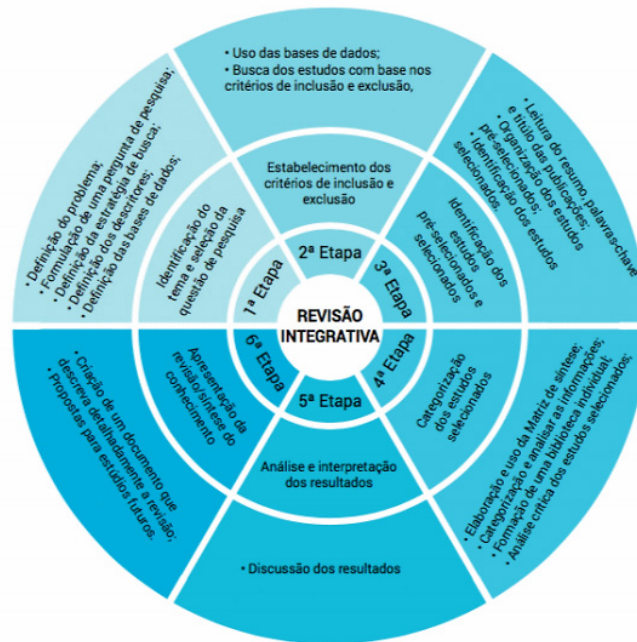 REVISÃO
INTEGRATIVA
1ª Etapa
Identificação do
tema e seleção da
questão de pesquisa
• Definição do problema;
• Formulação de uma pergunta de pesquisa;
• Definição da estratégia de busca;
• Definição dos descritores;
• Definição das bases de dados;
2ª Etapa
Estabelecimento dos
critérios de inclusão e
exclusão
• Uso das bases de dados;
• Busca dos estudos com base nos
critérios de inclusão e exclusão,
3ª Etapa
Identificação dos
estudos
pré-selecionados e
selecionados
• Leitura do resumo, palavras-chave
e título das publicações;
• Organização dos estudos
pré-selecionados;
• Identificação dos estudos
selecionados.
4ª Etapa
Categorização
dos estudos
selecionados
• Elaboração e uso da Matriz de síntese;
• Categorização e analisar as informações;
• Formação de uma biblioteca individual;
• Análise crítica dos estudos selecionados;
5ª Etapa
Análise e interpretação
dos resultados
• Discussão dos resultados
6ª Etapa
Apresentação da
revisão/síntese do
conhecimento
• Criação de um documento que
descreva detalhadamente a revisão;
• Propostas para estúdios futuros.